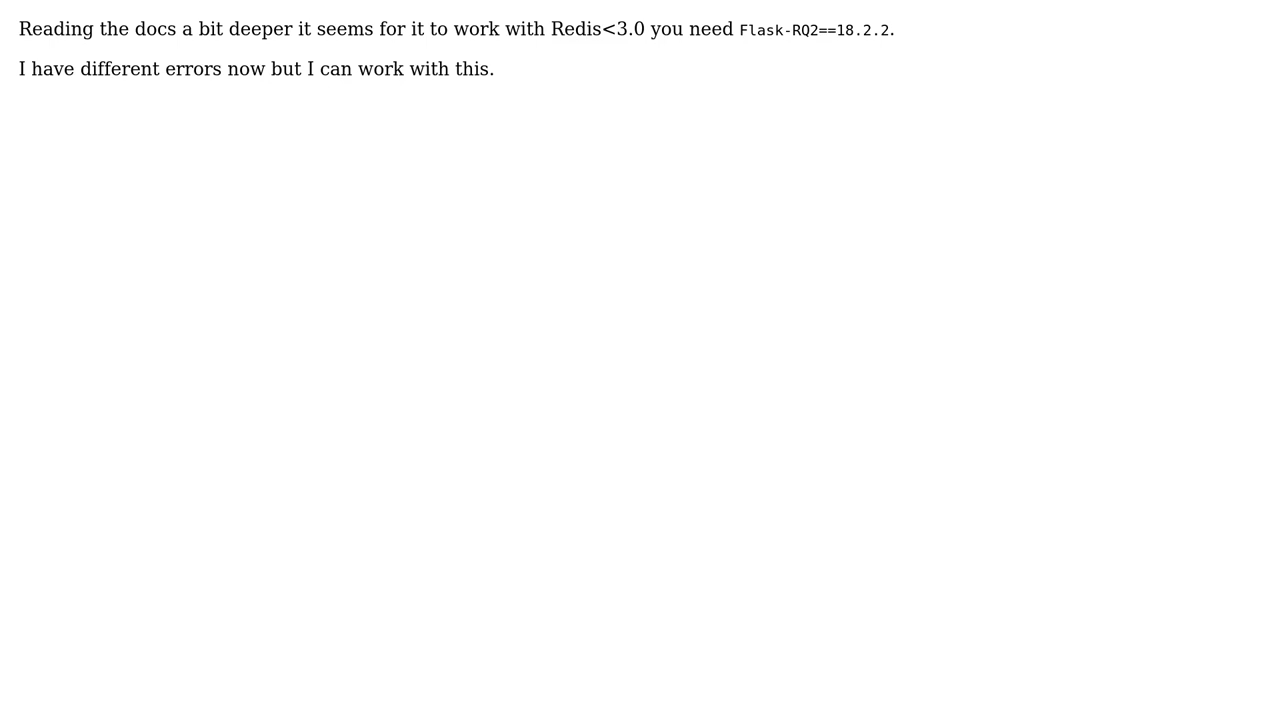 Reading the docs a bit deeper it seems for it to work with Redis<3.0 you need Flask-RQ2==18.2.2.
I have different errors now but I can work with this.